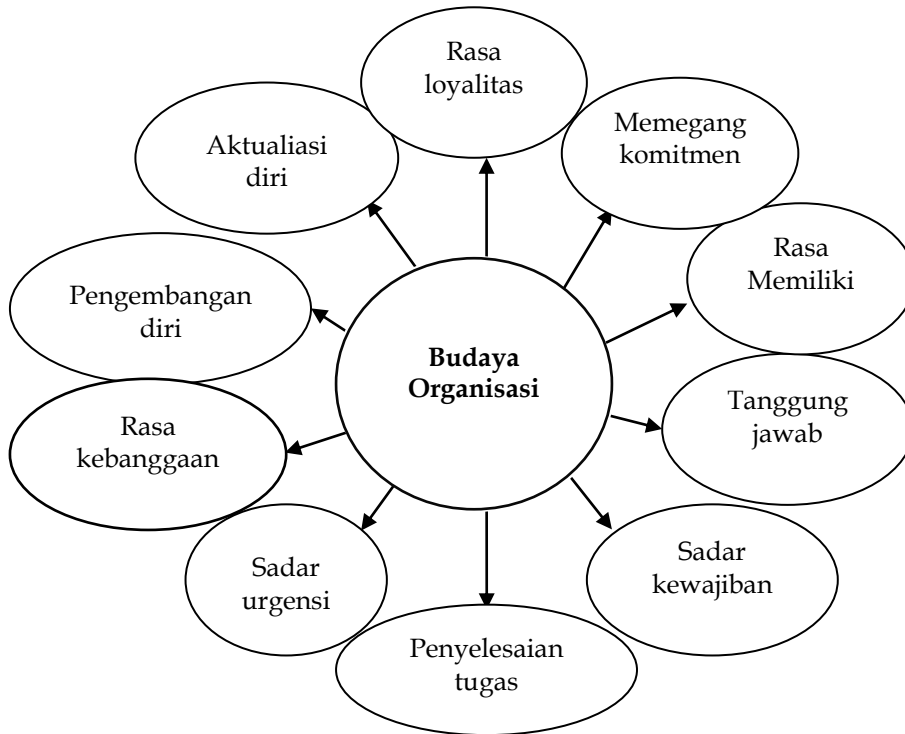 Rasa
loyalitas
Memegang
komitmen
Rasa
Memiliki
Tanggung
jawab
Sadar
kewajiban
Penyelesaian
tugas
Sadar
urgensi
Rasa
kebanggaan
Pengembangan
diri
Aktualiasi
diri
Budaya
Organisasi